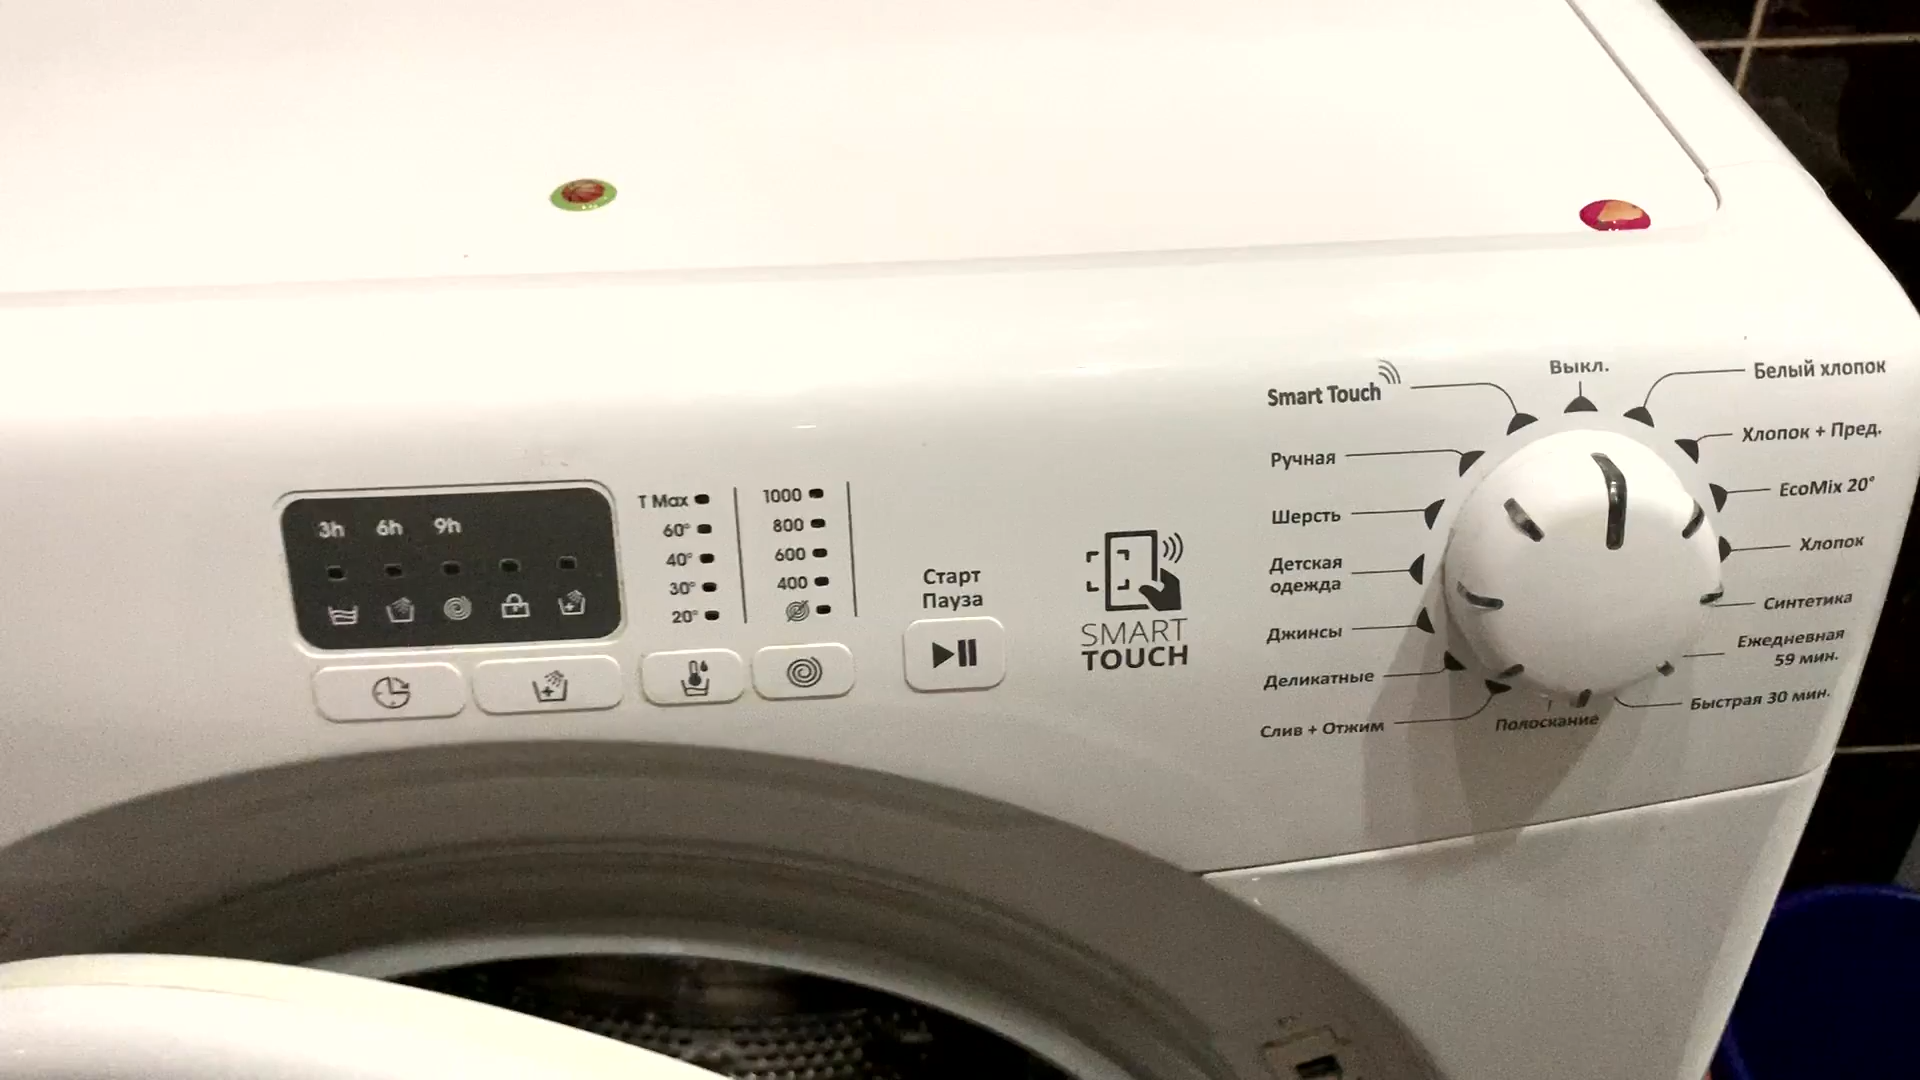 3h 6h 9h
T Max
60°
40°
30°
20°
1000
800
600
400
Старт
Пауза
SMART
TOUCH
Smart Touch
Ручная
Шерсть
Детская
одежда
Джинсы
Деликатные
Слив + Отжим
Выкл.
Белый хлопок
Хлопок + Пред.
EcoMix 20°
Хлопок
Синтетика
Ежедневная
59 мин.
Быстрая 30 мин.
Полоскание